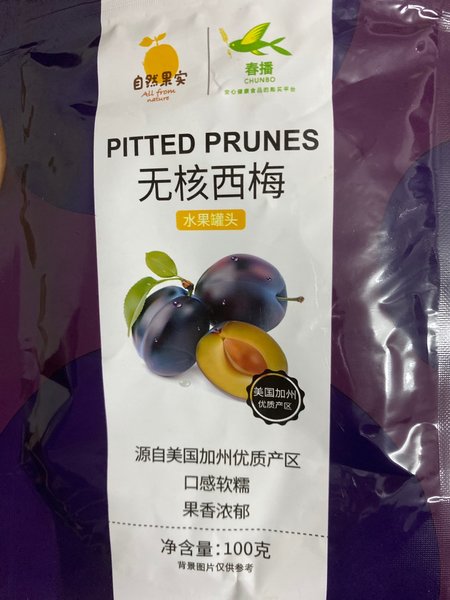 自然果实
All from
nature
春播
CHUNBO
安心健康食品的购买平台
PITTED PRUNES
无核西梅
水果罐头
美国加州
优质产区
源自美国加州优质产区
口感软糯
果香浓郁
净含量:100克
背景图片仅供参考